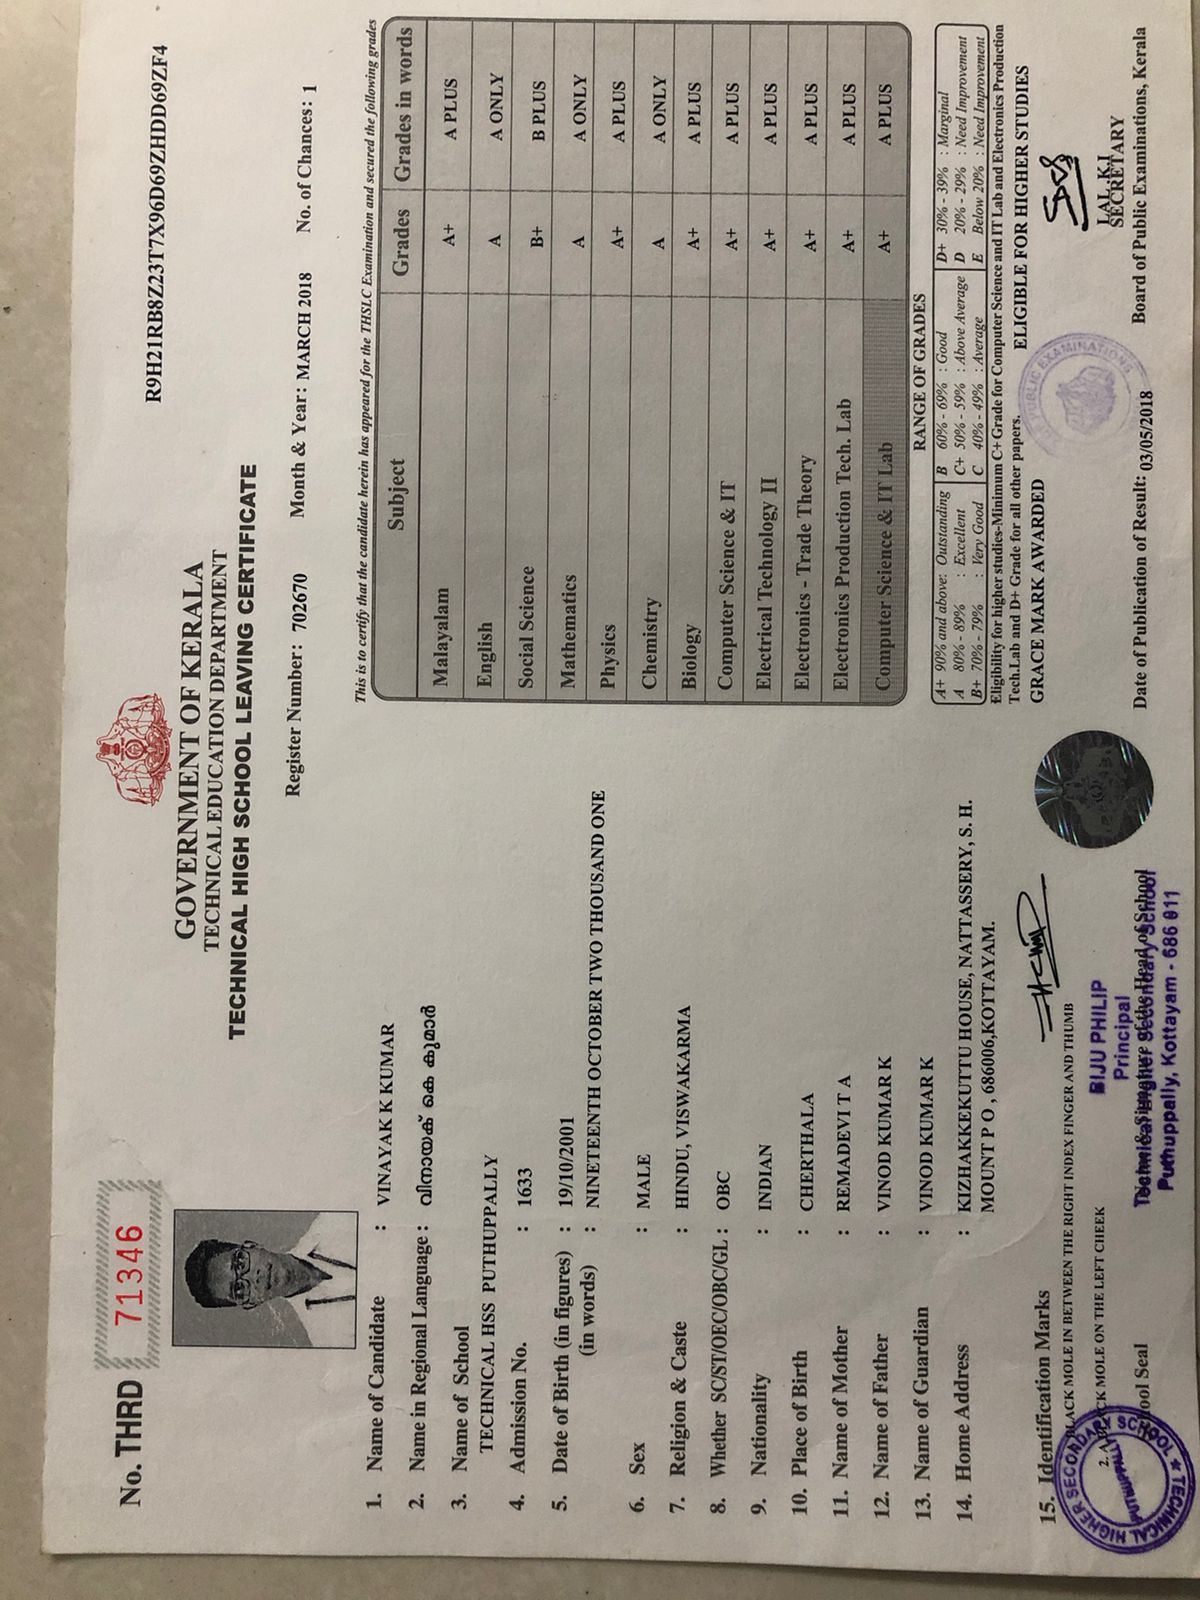 No. THRD 71346
R9H21RB8Z23T7X96D69ZHDD69ZF4
GOVERNMENT OF KERALA
TECHNICAL EDUCATION DEPARTMENT
TECHNICAL HIGH SCHOOL LEAVING CERTIFICATE
Register Number: 702670 Month & Year: MARCH 2018 No. of Chances: 1
1. Name of Candidate : VINAYAK K KUMAR
2. Name in Regional Language : വിനായക് കെ കുമാർ
3. Name of School
TECHNICAL HSS PUTHUPPALLY
4. Admission No. : 1633
5. Date of Birth (in figures) : 19/10/2001
(in words) : NINETEENTH OCTOBER TWO THOUSAND ONE
6. Sex : MALE
7. Religion & Caste : HINDU, VISWAKARMA
8. Whether SC/ST/OEC/OBC/GL : OBC
9. Nationality : INDIAN
10. Place of Birth : CHERTHALA
11. Name of Mother : REMADEVI T A
12. Name of Father : VINOD KUMAR K
13. Name of Guardian : VINOD KUMAR K
14. Home Address : KIZHAKKEKUTTU HOUSE, NATTASSERY, S. H.
MOUNT P O , 686006,KOTTAYAM.
15. Identification Marks
BLACK MOLE IN BETWEEN THE RIGHT INDEX FINGER AND THUMB
2. A BLACK MOLE ON THE LEFT CHEEK
School Seal
TECHNICAL HIGHER SECONDARY SCHOOL
PUTHUPPALLY
BIJU PHILIP
Principal
Name & Signature of the Head of School
Technical Higher Secondary School
Puthuppally, Kottayam - 686 011
This is to certify that the candidate herein has appeared for the THSLC Examination and secured the following grades
Subject Grades Grades in words
Malayalam A+ A PLUS
English A A ONLY
Social Science B+ B PLUS
Mathematics A A ONLY
Physics A+ A PLUS
Chemistry A A ONLY
Biology A+ A PLUS
Computer Science & IT A+ A PLUS
Electrical Technology II A+ A PLUS
Electronics - Trade Theory A+ A PLUS
Electronics Production Tech. Lab A+ A PLUS
Computer Science & IT Lab A+ A PLUS
RANGE OF GRADES
A+ 90% and above: Outstanding B 60% - 69% : Good D+ 30% - 39% : Marginal
A 80% - 89% : Excellent C+ 50% - 59% : Above Average D 20% - 29% : Need Improvement
B+ 70% - 79% : Very Good C 40% - 49% : Average E Below 20% : Need Improvement
Eligibility for higher studies-Minimum C+ Grade for Computer Science and IT Lab and Electronics Production
Tech.Lab and D+ Grade for all other papers.
ELIGIBLE FOR HIGHER STUDIES
GRACE MARK AWARDED
PUBLIC EXAMINATIONS
LAL .K.I
SECRETARY
Date of Publication of Result: 03/05/2018
Board of Public Examinations, Kerala